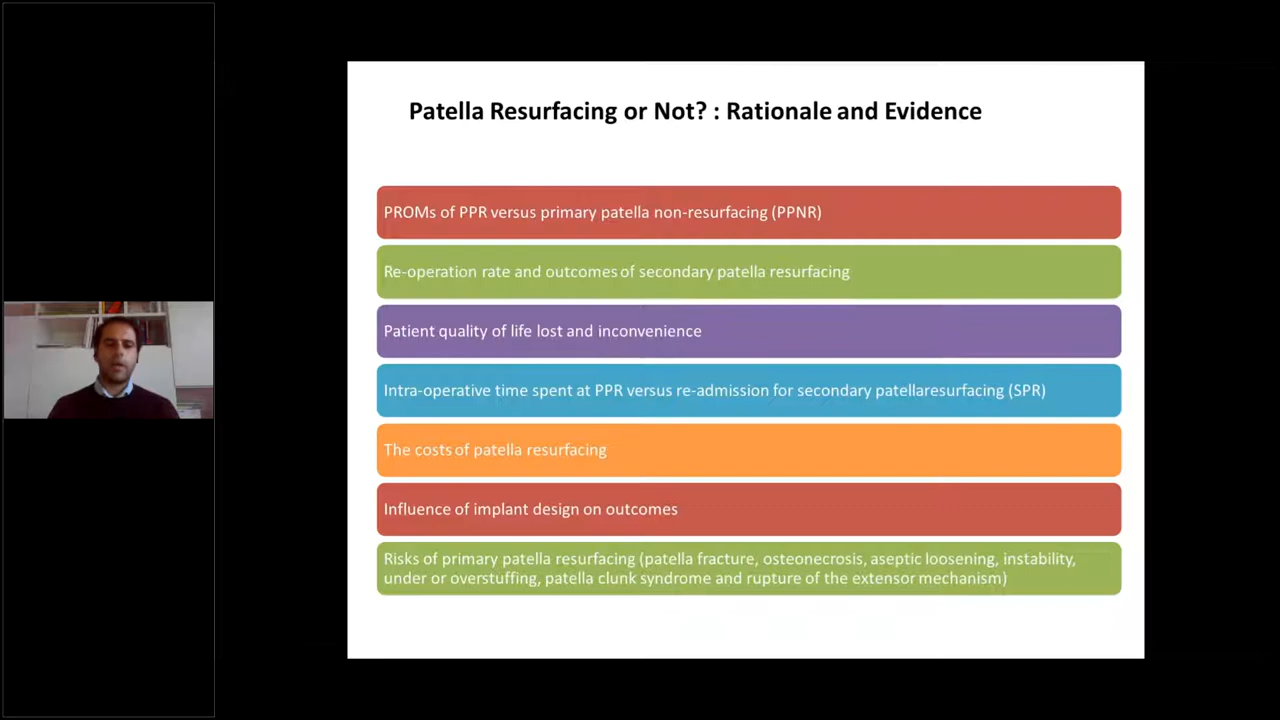 Patella Resurfacing or Not? : Rationale and Evidence
PROMs of PPR versus primary patella non-resurfacing (PPNR)
Re-operation rate and outcomes of secondary patella resurfacing
Patient quality of life lost and inconvenience
Intra-operative time spent at PPR versus re-admission for secondary patellaresurfacing (SPR)
The costs of patella resurfacing
Influence of implant design on outcomes
Risks of primary patella resurfacing (patella fracture, osteonecrosis, aseptic loosening, instability,
under or overstuffing, patella clunk syndrome and rupture of the extensor mechanism)